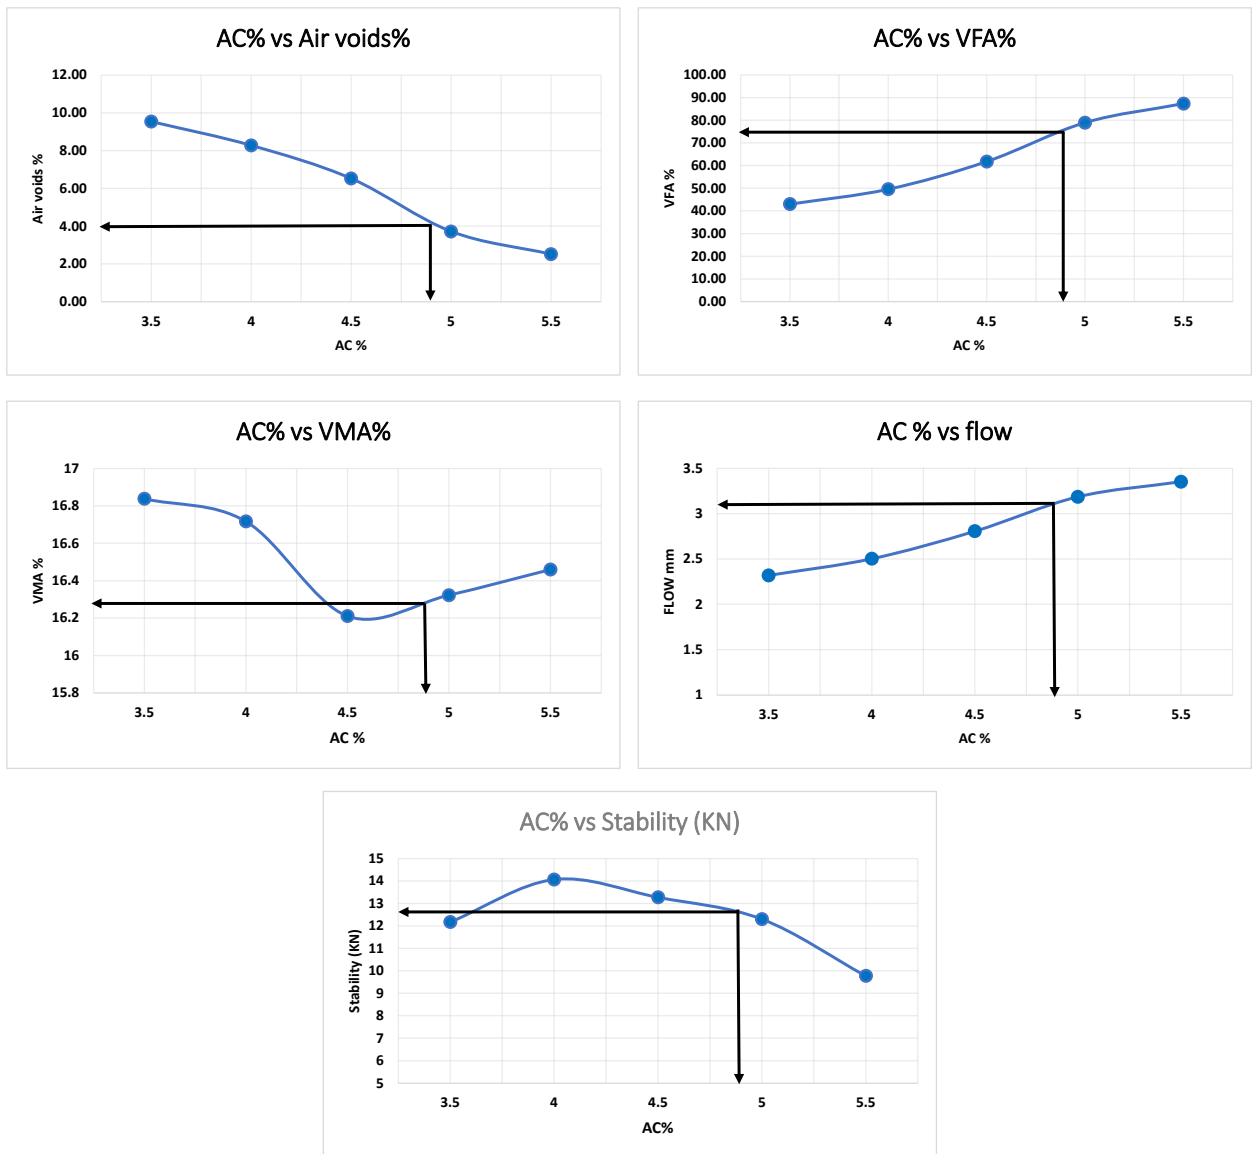 AC% vs Air voids%
12.00
10.00
8.00
6.00
4.00
2.00
0.00
Air voids %
3.5 4 4.5 5 5.5
AC %
AC% vs VFA%
100.00
90.00
80.00
70.00
60.00
50.00
40.00
30.00
20.00
10.00
0.00
VFA %
3.5 4 4.5 5 5.5
AC %
AC% vs VMA%
17
16.8
16.6
16.4
16.2
16
15.8
VMA %
3.5 4 4.5 5 5.5
AC %
AC % vs flow
3.5
3
2.5
2
1.5
1
FLOW mm
3.5 4 4.5 5 5.5
AC %
AC% vs Stability (KN)
15
14
13
12
11
10
9
8
7
6
5
Stability (KN)
3.5 4 4.5 5 5.5
AC%